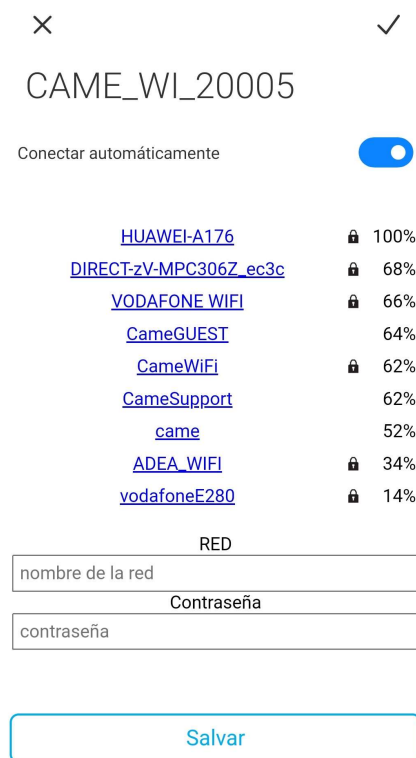 CAME_WI_20005
Conectar automáticamente
HUAWEI-A176 100%
DIRECT-zV-MPC306Z_ec3c 68%
VODAFONE WIFI 66%
CameGUEST 64%
CameWiFi 62%
CameSupport 62%
came 52%
ADEA_WIFI 34%
vodafoneE280 14%
RED
nombre de la red
Contraseña
contraseña
Salvar